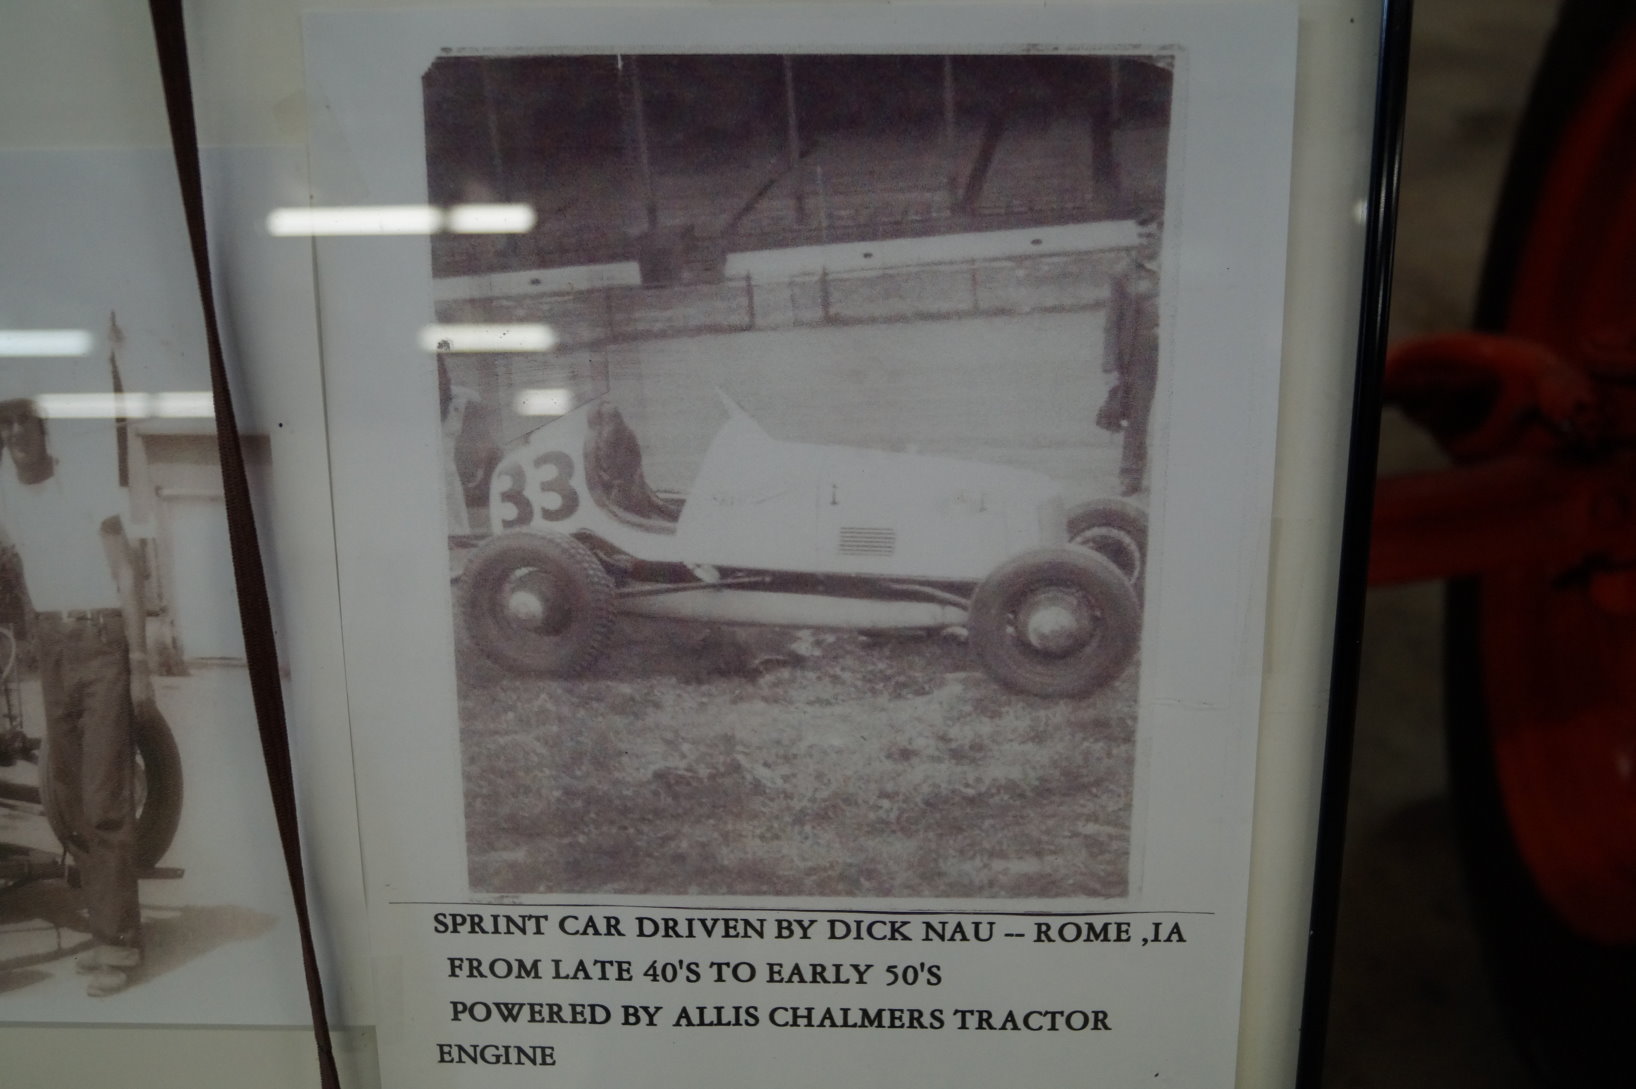 33
SPRINT CAR DRIVEN BY DICK NAU -- ROME ,IA
FROM LATE 40'S TO EARLY 50'S
POWERED BY ALLIS CHALMERS TRACTOR
ENGINE